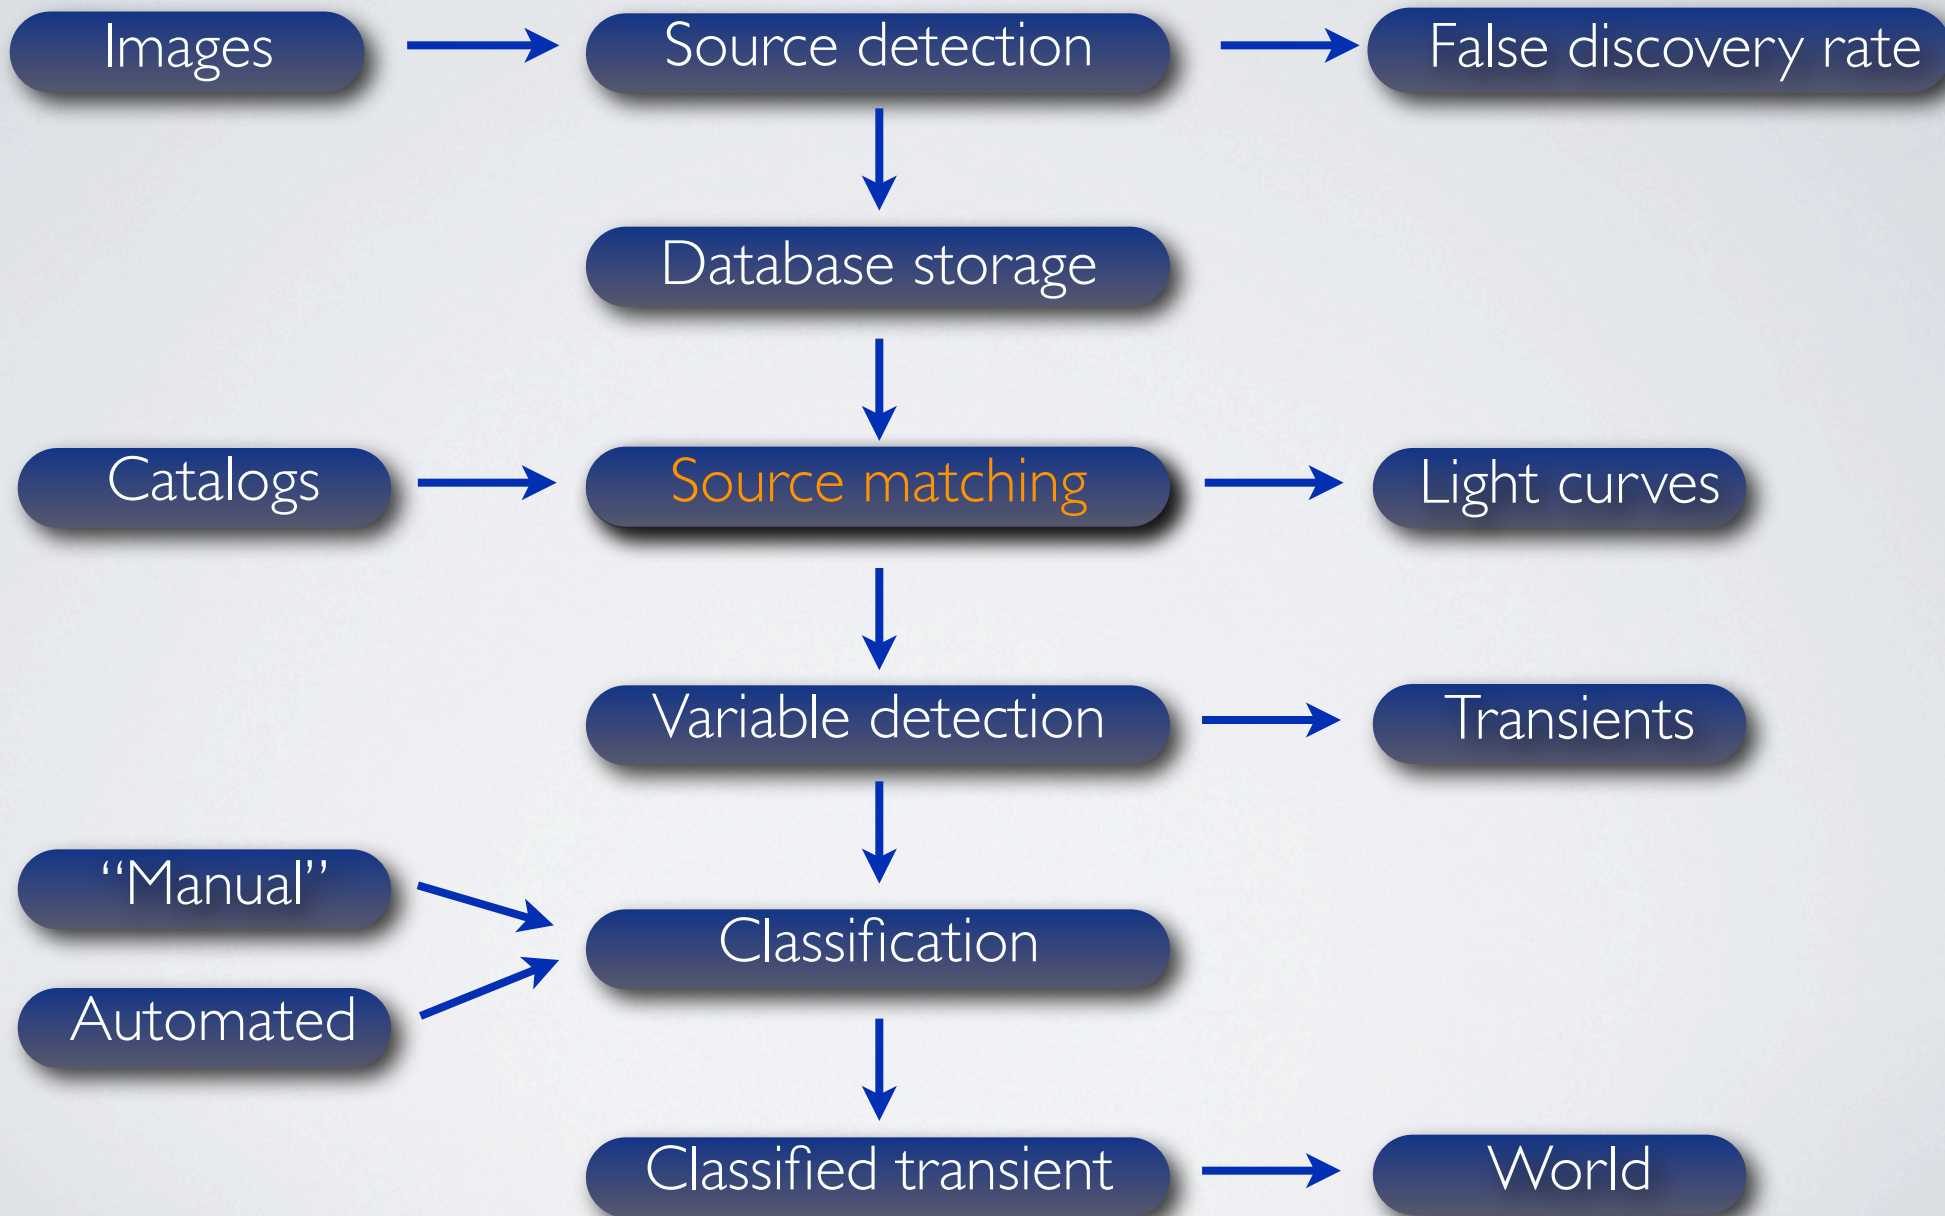 Images
Source detection
False discovery rate
Database storage
Catalogs
Source matching
Light curves
Variable detection
Transients
“Manual”
Classification
Automated
Classified transient
World